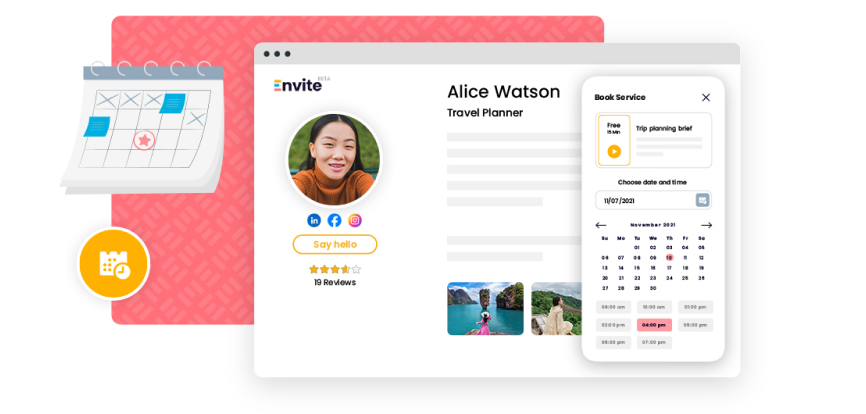 Envite BETA
Alice Watson
Travel Planner
Say hello
19 Reviews
Book Service
Free
15 Min
Trip planning brief
Choose date and time
11/07/2021
November 2021
Su Mo Tu We Th Fr Sa
01 02 03 04 05
06 07 08 09 10 11 12
13 14 15 16 17 18 19
20 21 22 23 24 25 26
27 28 29 30
09:00 am 10:00 am 01:00 pm
02:00 pm 04:00 pm 05:00 pm
06:00 pm 07:00 pm